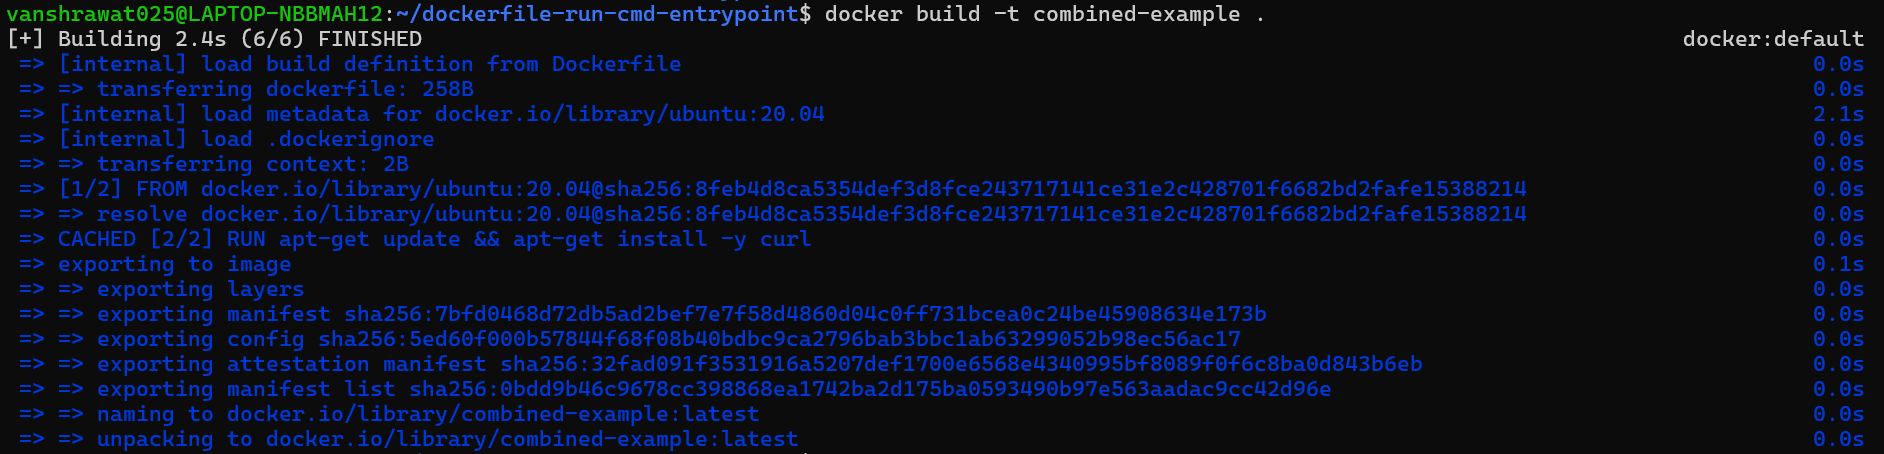 vanshrawat025@LAPTOP-NBBMAH12:~/dockerfile-run-cmd-entrypoint$ docker build -t combined-example .
[+] Building 2.4s (6/6) FINISHED docker:default
=> [internal] load build definition from Dockerfile 0.0s
=> => transferring dockerfile: 258B 0.0s
=> [internal] load metadata for docker.io/library/ubuntu:20.04 2.1s
=> [internal] load .dockerignore 0.0s
=> => transferring context: 2B 0.0s
=> [1/2] FROM docker.io/library/ubuntu:20.04@sha256:8feb4d8ca5354def3d8fce243717141ce31e2c428701f6682bd2fafe15388214 0.0s
=> => resolve docker.io/library/ubuntu:20.04@sha256:8feb4d8ca5354def3d8fce243717141ce31e2c428701f6682bd2fafe15388214 0.0s
=> CACHED [2/2] RUN apt-get update && apt-get install -y curl 0.0s
=> exporting to image 0.1s
=> => exporting layers 0.0s
=> => exporting manifest sha256:7bfd0468d72db5ad2bef7e7f58d4860d04c0ff731bcea0c24be45908634e173b 0.0s
=> => exporting config sha256:5ed60f000b57844f68f08b40bdbc9ca2796bab3bbc1ab63299052b98ec56ac17 0.0s
=> => exporting attestation manifest sha256:32fad091f3531916a5207def1700e6568e4340995bf8089f0f6c8ba0d843b6eb 0.0s
=> => exporting manifest list sha256:0bdd9b46c9678cc398868ea1742ba2d175ba0593490b97e563aadac9cc42d96e 0.0s
=> => naming to docker.io/library/combined-example:latest 0.0s
=> => unpacking to docker.io/library/combined-example:latest 0.0s